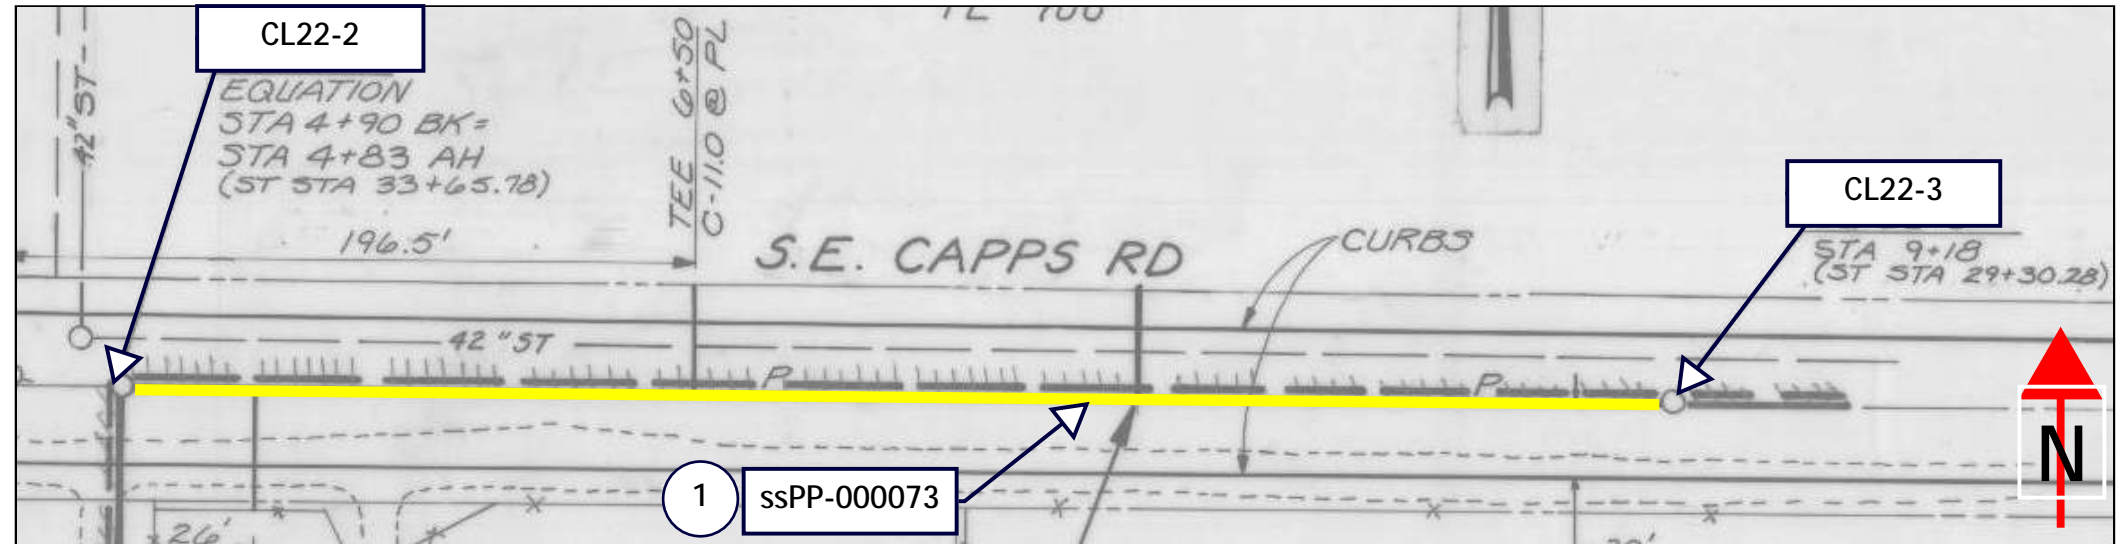 CL22-2
EQUATION
STA 4+90 BK=
STA 4+83 AH
(ST STA 33+65.78)
42"ST
196.5'
TEE 6+50
C-11.0 @ PL
S.E. CAPPS RD
CURBS
CL22-3
STA 9+18
(ST STA 29+30.28)
42"ST
P
P
1
ssPP-000073
N
26'